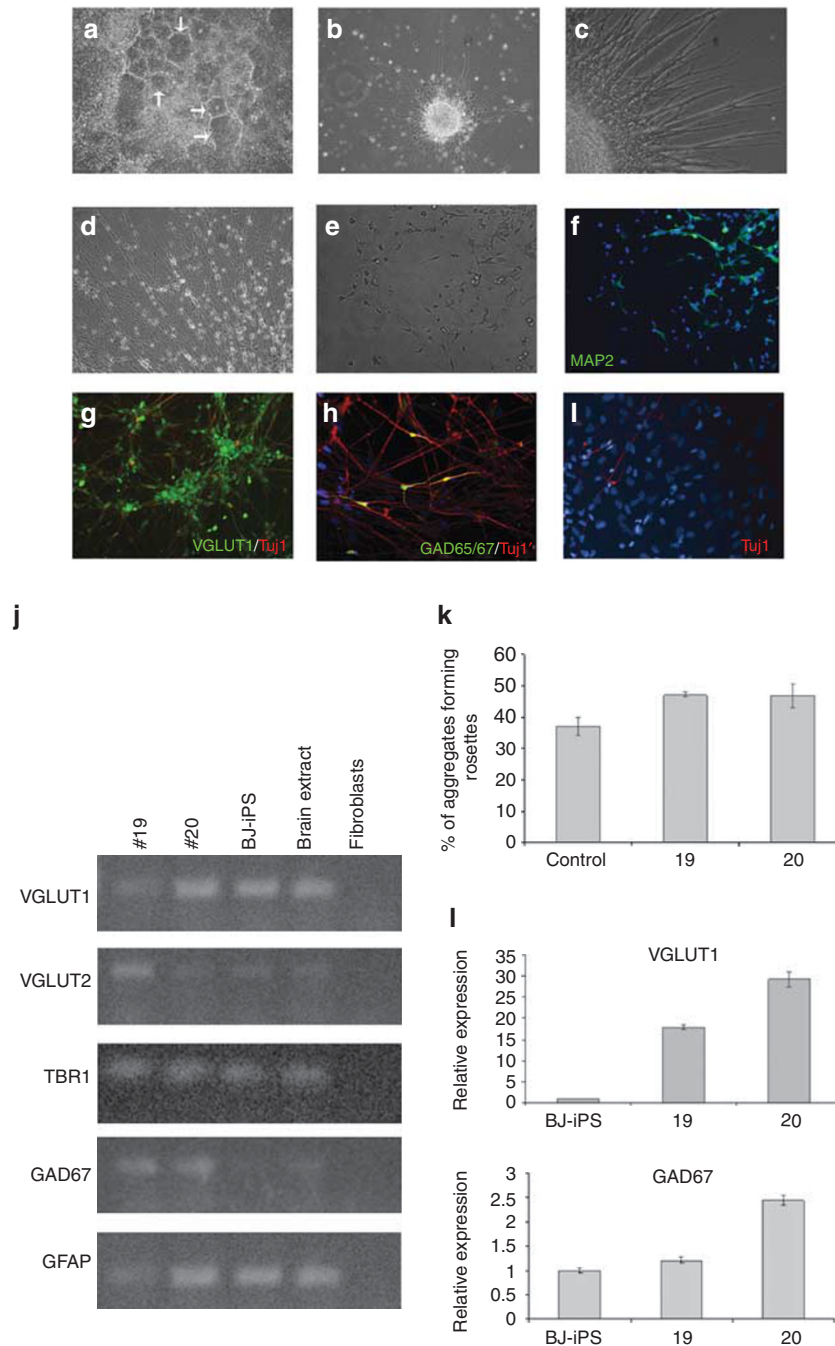 a
b
c
d
e
f
MAP2
g
VGLUT1/Tuj1
h
GAD65/67/Tuj1'
l
Tuj1
j
#19
#20
BJ-iPS
Brain extract
Fibroblasts
VGLUT1
VGLUT2
TBR1
GAD67
GFAP
k
% of aggregates forming
rosettes
60
50
40
30
20
10
0
Control
19
20
l
VGLUT1
Relative expression
35
30
25
20
15
10
5
0
BJ-iPS
19
20
GAD67
Relative expression
3
2.5
2
1.5
1
0.5
0
BJ-iPS
19
20